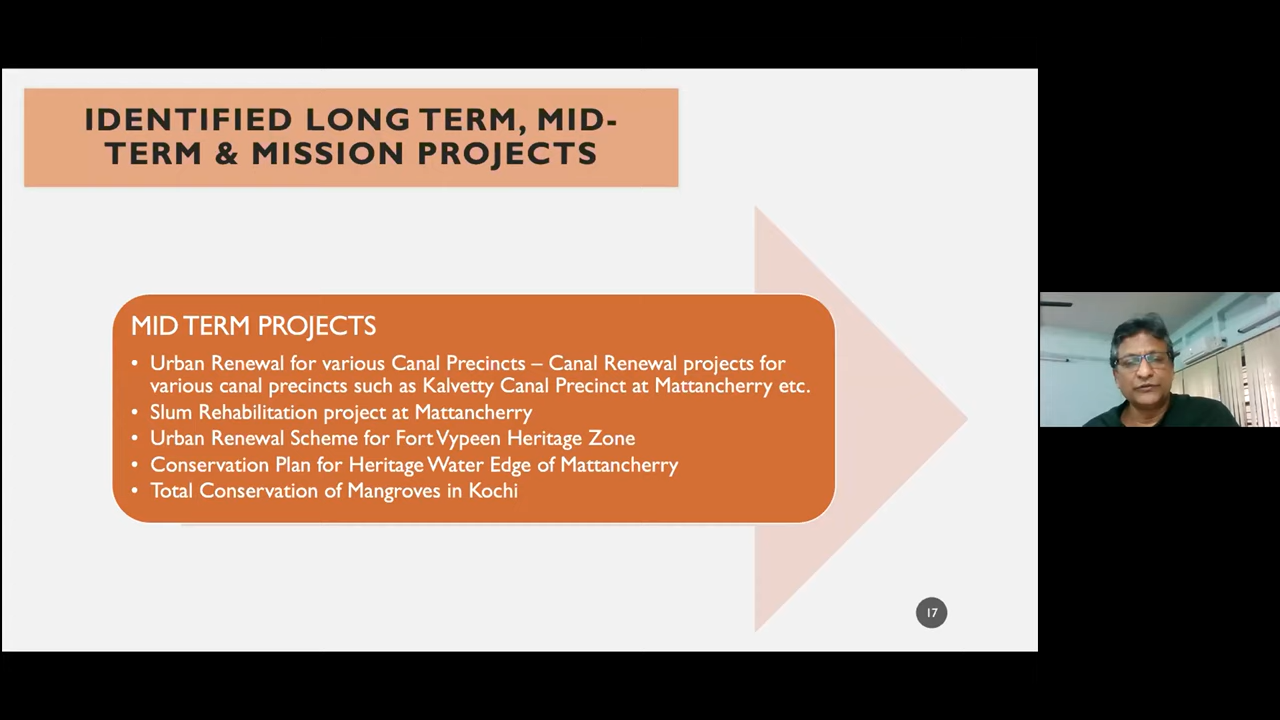 IDENTIFIED LONG TERM, MID-
TERM & MISSION PROJECTS
MID TERM PROJECTS
• Urban Renewal for various Canal Precincts – Canal Renewal projects for
various canal precincts such as Kalvetty Canal Precinct at Mattancherry etc.
• Slum Rehabilitation project at Mattancherry
• Urban Renewal Scheme for Fort Vypeen Heritage Zone
• Conservation Plan for Heritage Water Edge of Mattancherry
• Total Conservation of Mangroves in Kochi
17